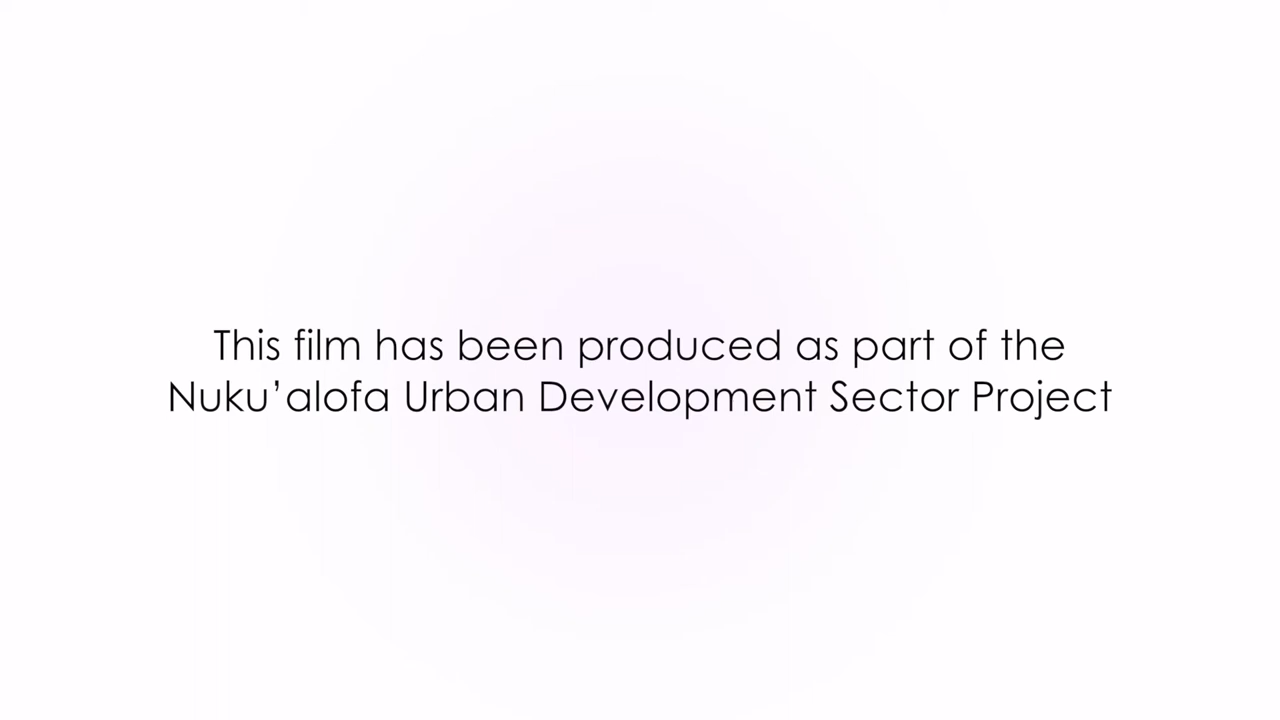 This film has been produced as part of the
Nuku’alofa Urban Development Sector Project